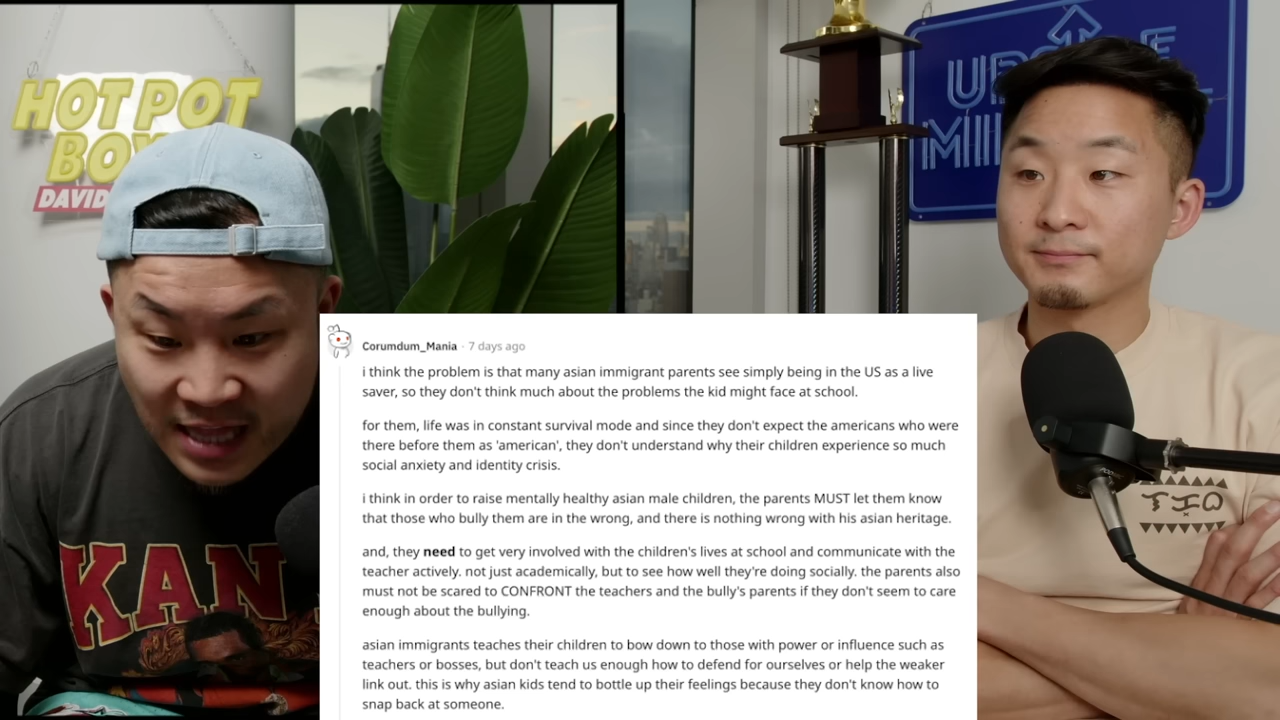 HOT POT
BOY
DAVID
UP
MI
KAN
TIQ
Corumdum_Mania · 7 days ago
i think the problem is that many asian immigrant parents see simply being in the US as a live
saver, so they don't think much about the problems the kid might face at school.
for them, life was in constant survival mode and since they don't expect the americans who were
there before them as 'american', they don't understand why their children experience so much
social anxiety and identity crisis.
i think in order to raise mentally healthy asian male children, the parents MUST let them know
that those who bully them are in the wrong, and there is nothing wrong with his asian heritage.
and, they need to get very involved with the children's lives at school and communicate with the
teacher actively. not just academically, but to see how well they're doing socially. the parents also
must not be scared to CONFRONT the teachers and the bully's parents if they don't seem to care
enough about the bullying.
asian immigrants teaches their children to bow down to those with power or influence such as
teachers or bosses, but don't teach us enough how to defend for ourselves or help the weaker
link out. this is why asian kids tend to bottle up their feelings because they don't know how to
snap back at someone.